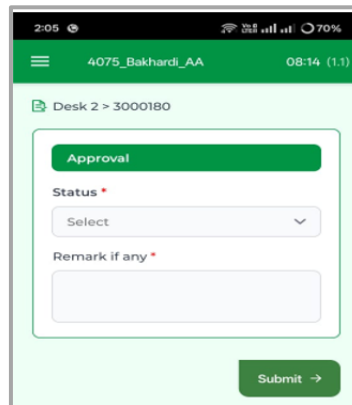 2:05 70%
4075_Bakhardi_AA 08:14 (1.1)
Desk 2 > 3000180
Approval
Status *
Select
Remark if any *
Submit →